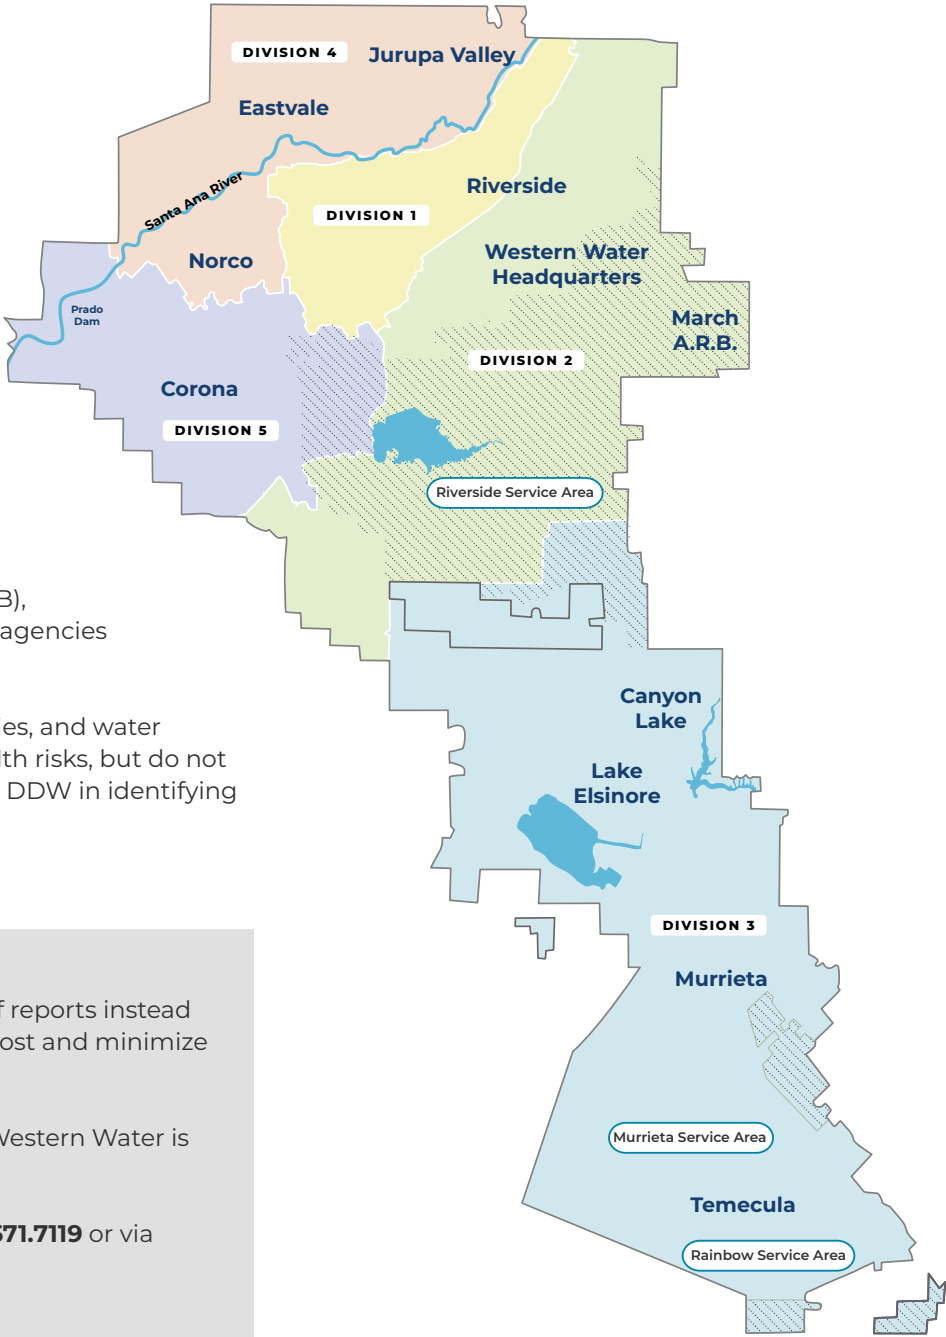 DIVISION 4
Jurupa Valley
Eastvale
Santa Ana River
Riverside
DIVISION 1
Norco
Western Water
Headquarters
Prado
Dam
March
A.R.B.
DIVISION 2
Corona
DIVISION 5
Riverside Service Area
B),
agencies
Canyon
Lake
ies, and water
lth risks, but do not
DDW in identifying
Lake
Elsinore
DIVISION 3
Murrieta
f reports instead
ost and minimize
Western Water is
Murrieta Service Area
Temecula
571.7119 or via
Rainbow Service Area